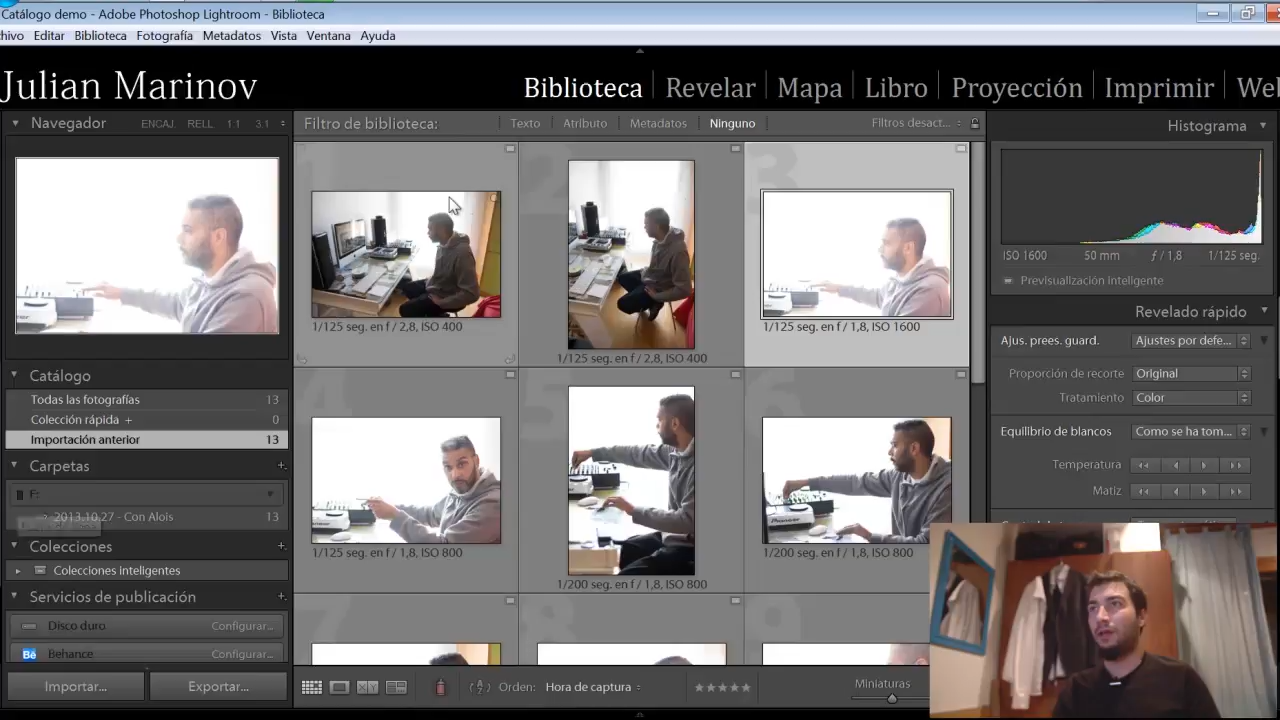 Catálogo demo - Adobe Photoshop Lightroom - Biblioteca
hivo Editar Biblioteca Fotografía Metadatos Vista Ventana Ayuda
Julian Marinov
Biblioteca Revelar Mapa Libro Proyección Imprimir Web
Navegador ENCAJ. RELL 1:1 3:1
Filtro de biblioteca: Texto Atributo Metadatos Ninguno Filtros desact...
Histograma
ISO 1600 50 mm ƒ / 1,8 1/125 seg.
Previsualización inteligente
Revelado rápido
Ajus. prees. guard. Ajustes por defe...
Proporción de recorte Original
Tratamiento Color
Equilibrio de blancos Como se ha tom...
Temperatura
Matiz
1/125 seg. en f / 2,8, ISO 400
1/125 seg. en f / 2,8, ISO 400
1/125 seg. en f / 1,8, ISO 1600
1/125 seg. en f / 1,8, ISO 800
1/200 seg. en f / 1,8, ISO 800
1/200 seg. en f / 1,8, ISO 800
Catálogo
Todas las fotografías 13
Colección rápida + 0
Importación anterior 13
Carpetas
F:
2013.10.27 - Con Alois 13
Colecciones
Colecciones inteligentes
Servicios de publicación
Disco duro Configurar...
Bē Behance Configurar...
Importar... Exportar...
Orden: Hora de captura
Miniaturas